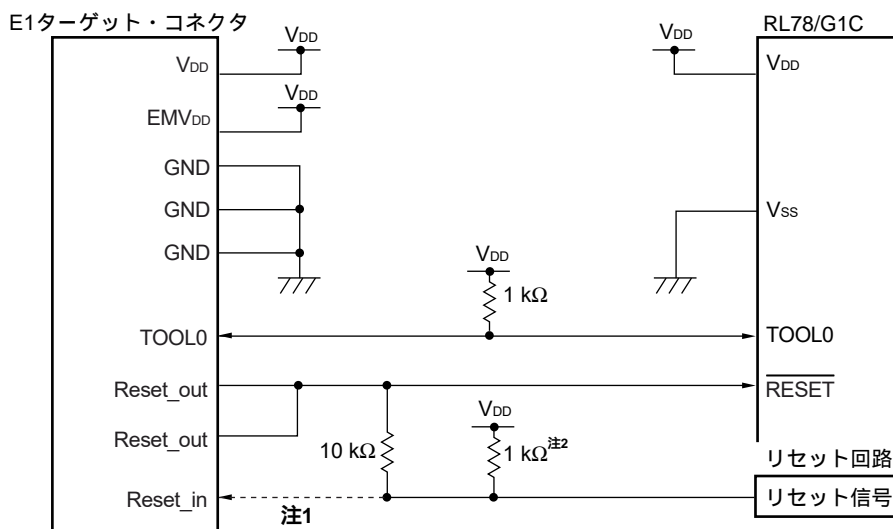 E1ターゲット・コネクタ
VDD
VDD
EMVDD
VDD
GND
GND
GND
TOOL0
VDD
1 kΩ
Reset_out
Reset_out
10 kΩ
VDD
1 kΩ注2
Reset_in
注1
RL78/G1C
VDD
VDD
VSS
TOOL0
RESET
リセット回路
リセット信号